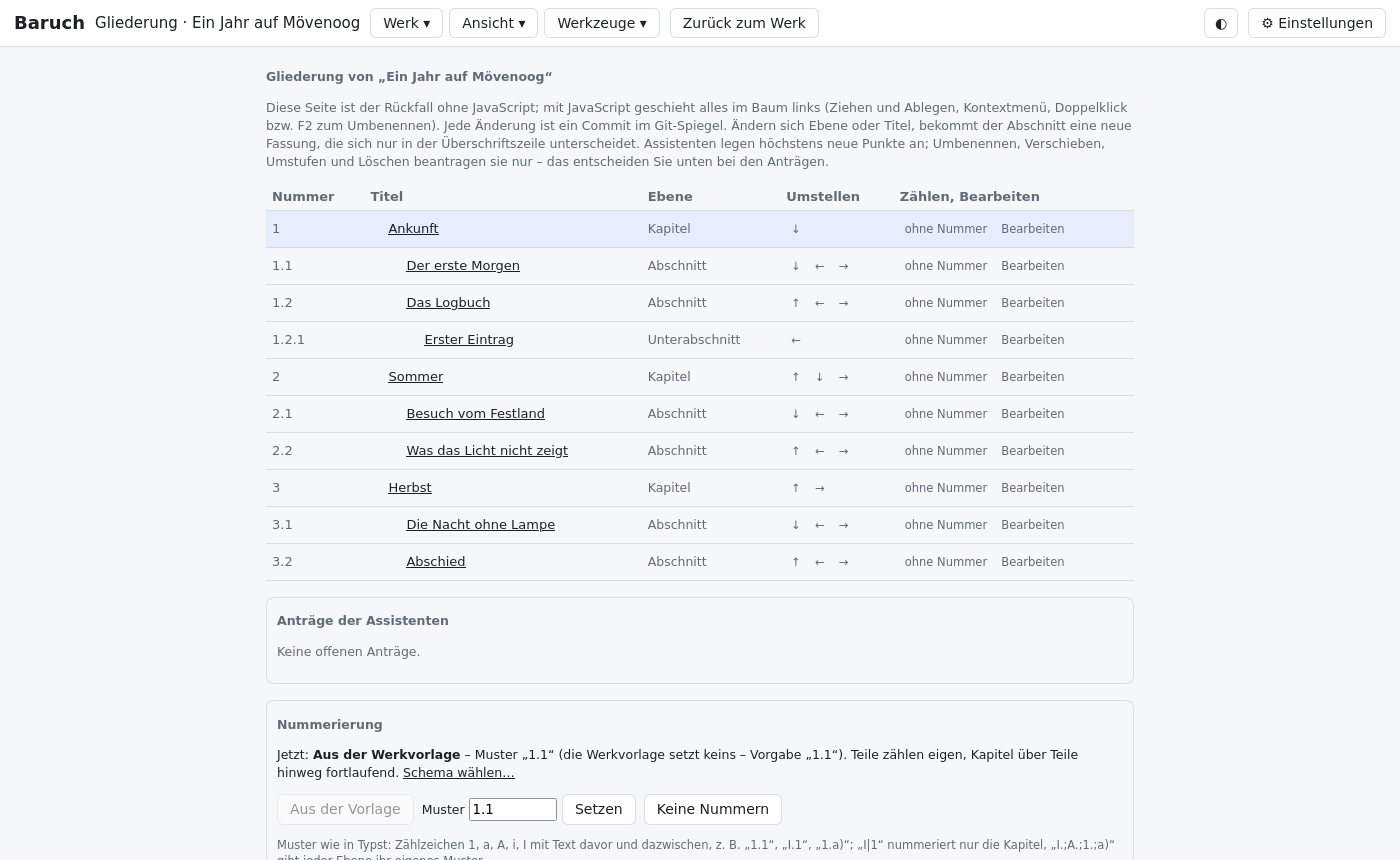 Baruch Gliederung · Ein Jahr auf Mövenoog Werk ▾ Ansicht ▾ Werkzeuge ▾ Zurück zum Werk ◐ ⚙ Einstellungen
Gliederung von „Ein Jahr auf Mövenoog“
Diese Seite ist der Rückfall ohne JavaScript; mit JavaScript geschieht alles im Baum links (Ziehen und Ablegen, Kontextmenü, Doppelklick
bzw. F2 zum Umbenennen). Jede Änderung ist ein Commit im Git-Spiegel. Ändern sich Ebene oder Titel, bekommt der Abschnitt eine neue
Fassung, die sich nur in der Überschriftszeile unterscheidet. Assistenten legen höchstens neue Punkte an; Umbenennen, Verschieben,
Umstufen und Löschen beantragen sie nur – das entscheiden Sie unten bei den Anträgen.
Nummer Titel Ebene Umstellen Zählen, Bearbeiten
1 Ankunft Kapitel ↓ ohne Nummer Bearbeiten
1.1 Der erste Morgen Abschnitt ↓ ← → ohne Nummer Bearbeiten
1.2 Das Logbuch Abschnitt ↑ ← → ohne Nummer Bearbeiten
1.2.1 Erster Eintrag Unterabschnitt ← ohne Nummer Bearbeiten
2 Sommer Kapitel ↑ ↓ → ohne Nummer Bearbeiten
2.1 Besuch vom Festland Abschnitt ↓ ← → ohne Nummer Bearbeiten
2.2 Was das Licht nicht zeigt Abschnitt ↑ ← → ohne Nummer Bearbeiten
3 Herbst Kapitel ↑ → ohne Nummer Bearbeiten
3.1 Die Nacht ohne Lampe Abschnitt ↓ ← → ohne Nummer Bearbeiten
3.2 Abschied Abschnitt ↑ ← → ohne Nummer Bearbeiten
Anträge der Assistenten
Keine offenen Anträge.
Nummerierung
Jetzt: Aus der Werkvorlage – Muster „1.1“ (die Werkvorlage setzt keins – Vorgabe „1.1“). Teile zählen eigen, Kapitel über Teile
hinweg fortlaufend. Schema wählen…
Aus der Vorlage Muster 1.1 Setzen Keine Nummern
Muster wie in Typst: Zählzeichen 1, a, A, i, I mit Text davor und dazwischen, z. B. „1.1“, „I.1“, „1.a)“; „I|1“ nummeriert nur die Kapitel, „I.;A.;1.;a)“
gibt jeder Ebene ihr eigenes Muster.